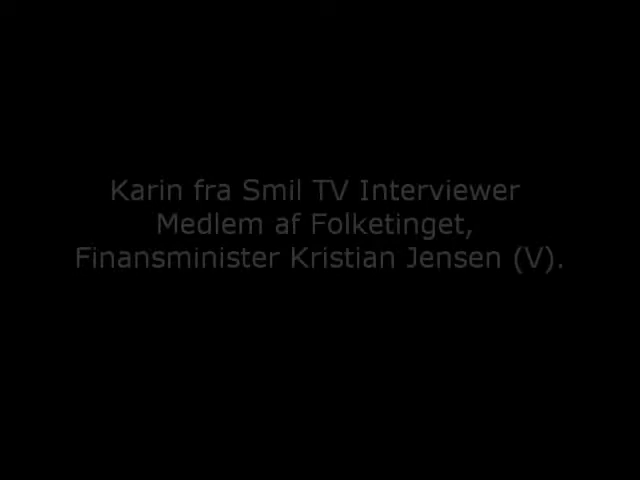 Karin fra Smil TV Interviewer
Medlem af Folketinget,
Finansminister Kristian Jensen (V).